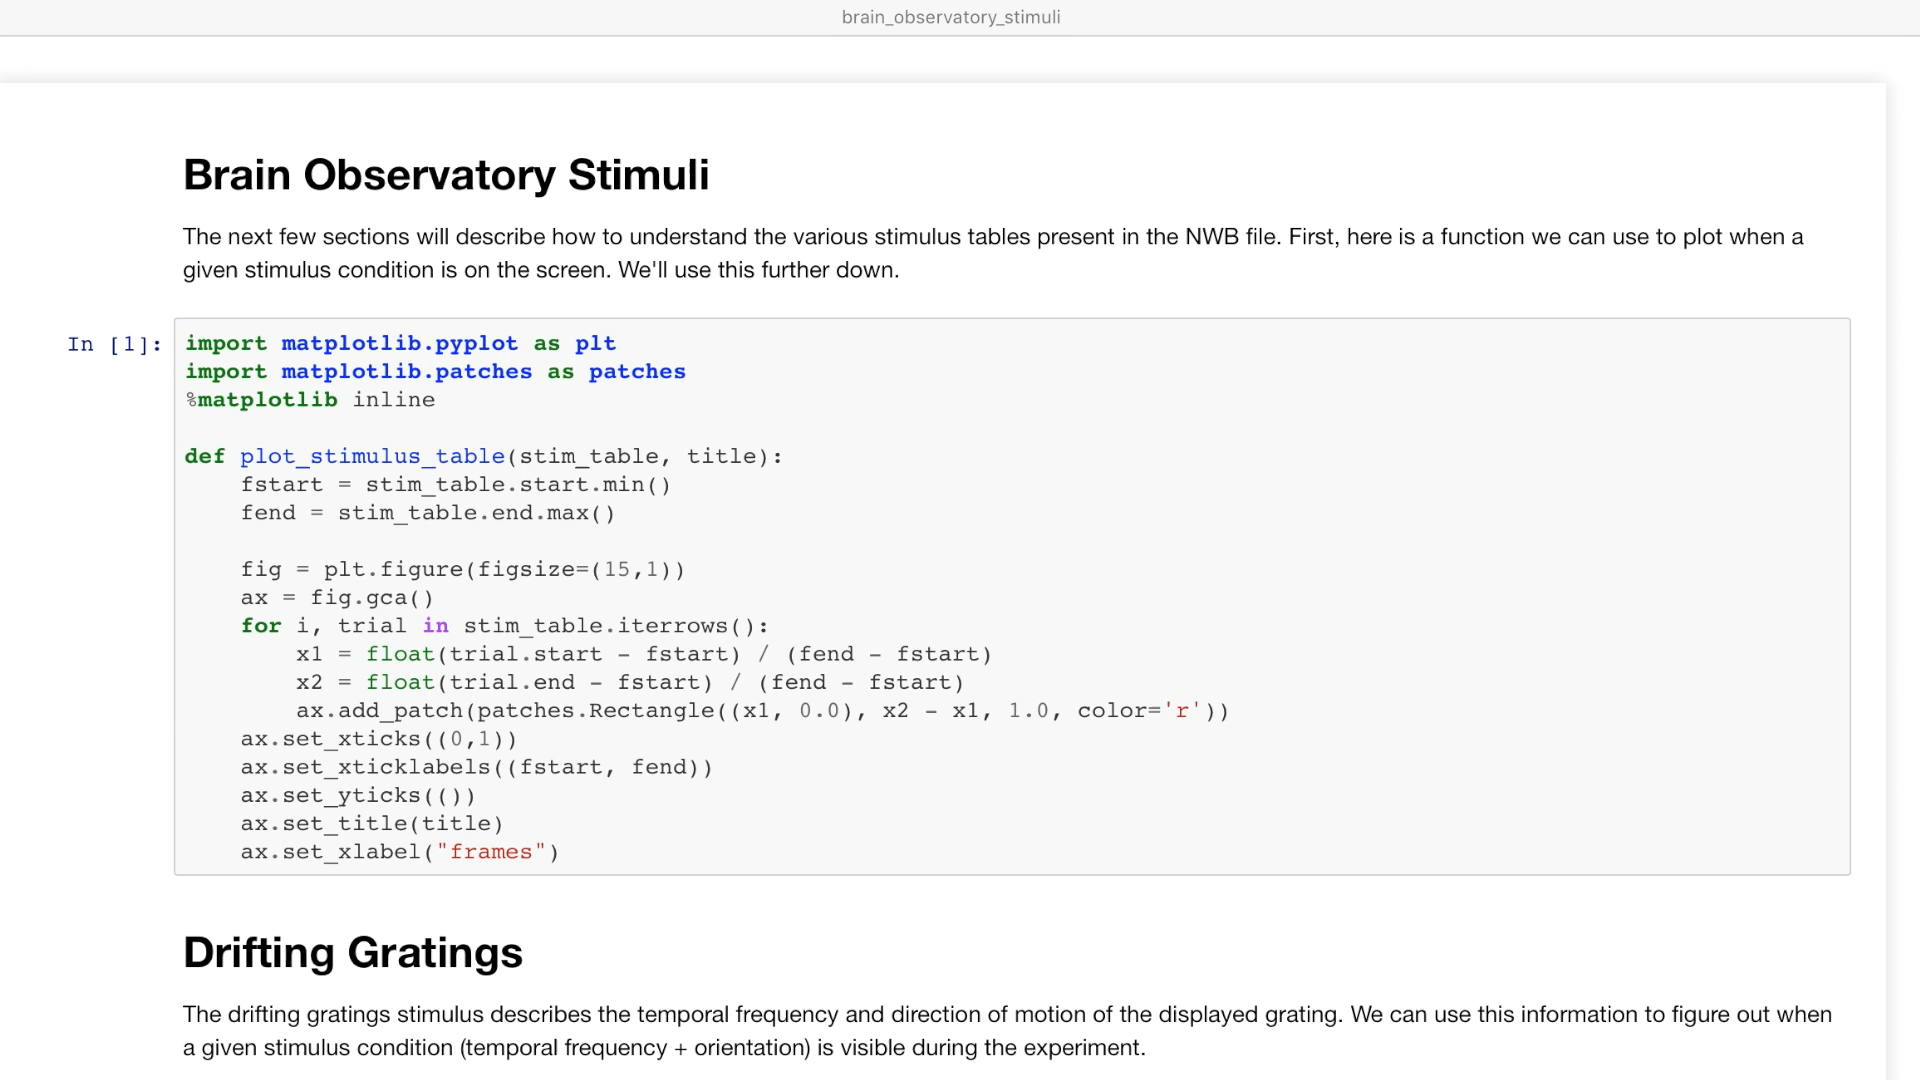 brain_observatory_stimuli
Brain Observatory Stimuli
The next few sections will describe how to understand the various stimulus tables present in the NWB file. First, here is a function we can use to plot when a
given stimulus condition is on the screen. We'll use this further down.
In [1]:
import matplotlib.pyplot as plt
import matplotlib.patches as patches
%matplotlib inline

def plot_stimulus_table(stim_table, title):
    fstart = stim_table.start.min()
    fend = stim_table.end.max()

    fig = plt.figure(figsize=(15,1))
    ax = fig.gca()
    for i, trial in stim_table.iterrows():
        x1 = float(trial.start - fstart) / (fend - fstart)
        x2 = float(trial.end - fstart) / (fend - fstart)
        ax.add_patch(patches.Rectangle((x1, 0.0), x2 - x1, 1.0, color='r'))
    ax.set_xticks((0,1))
    ax.set_xticklabels((fstart, fend))
    ax.set_yticks(())
    ax.set_title(title)
    ax.set_xlabel("frames")
Drifting Gratings
The drifting gratings stimulus describes the temporal frequency and direction of motion of the displayed grating. We can use this information to figure out when
a given stimulus condition (temporal frequency + orientation) is visible during the experiment.